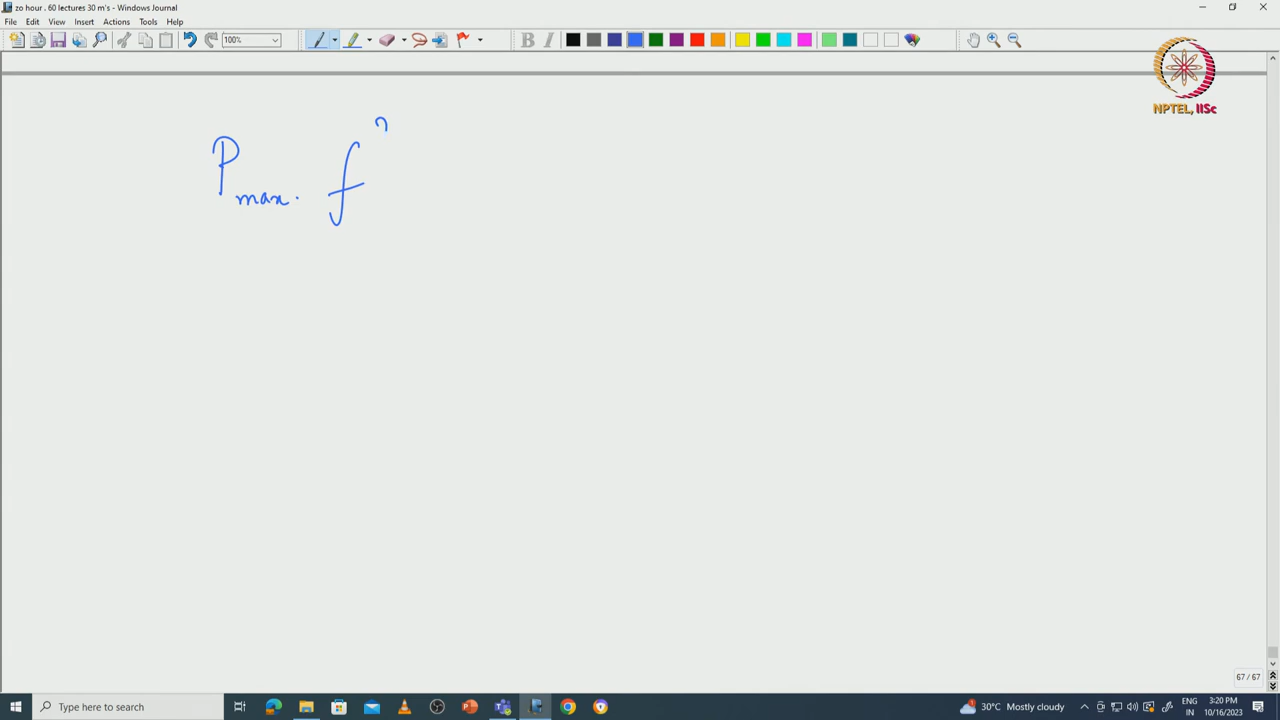 zo hour . 60 lectures 30 m's - Windows Journal
File Edit View Insert Actions Tools Help
100%
B I
NPTEL, IISc
P max. f
67 / 67
Type here to search
30°C Mostly cloudy
ENG
IN
3:20 PM
10/16/2023